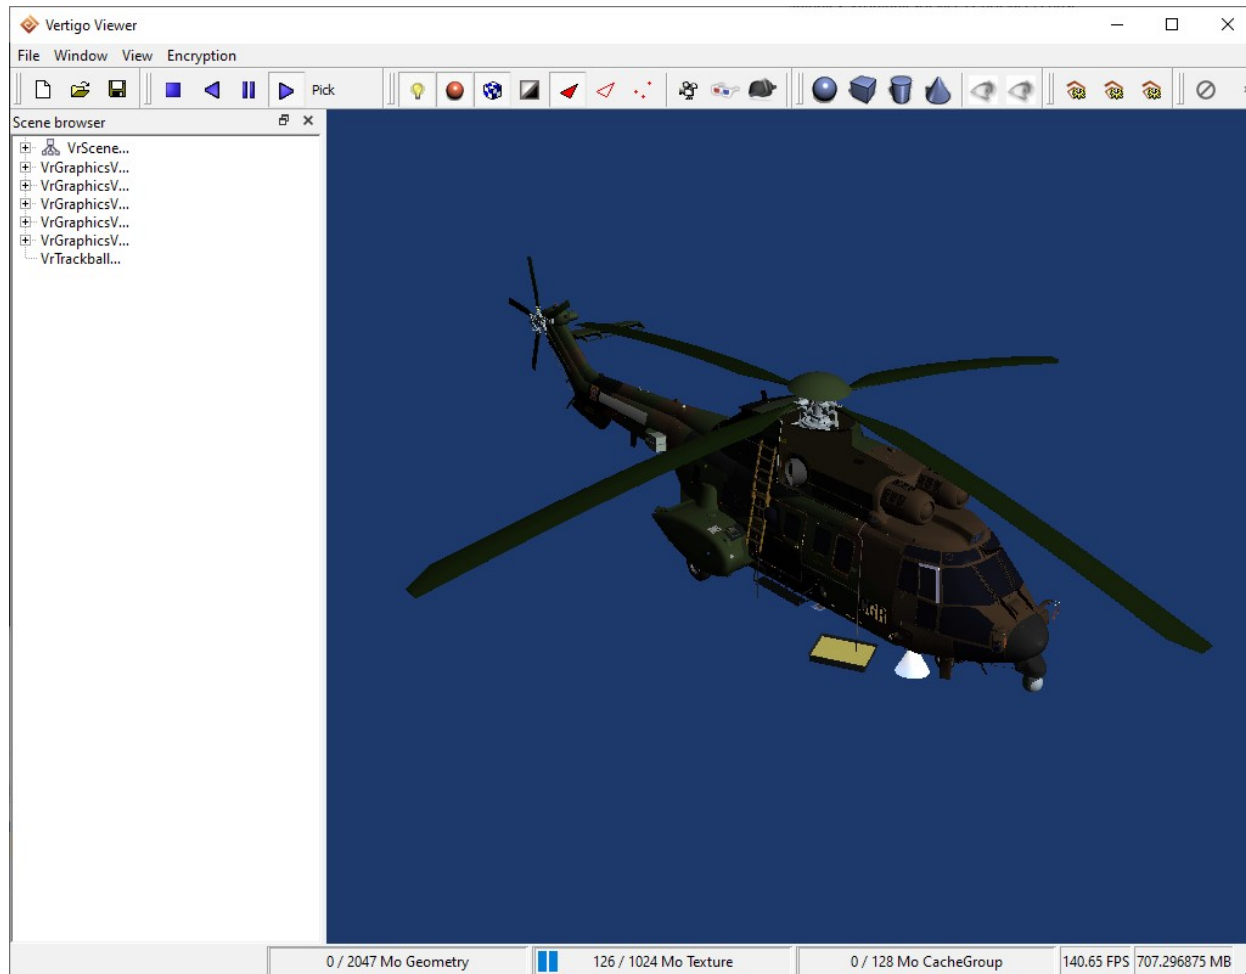 Vertigo Viewer
File Window View Encryption
Pick
Scene browser
VrScene...
VrGraphicsV...
VrGraphicsV...
VrGraphicsV...
VrGraphicsV...
VrGraphicsV...
VrTrackball...
0 / 2047 Mo Geometry
126 / 1024 Mo Texture
0 / 128 Mo CacheGroup
140.65 FPS
707.296875 MB